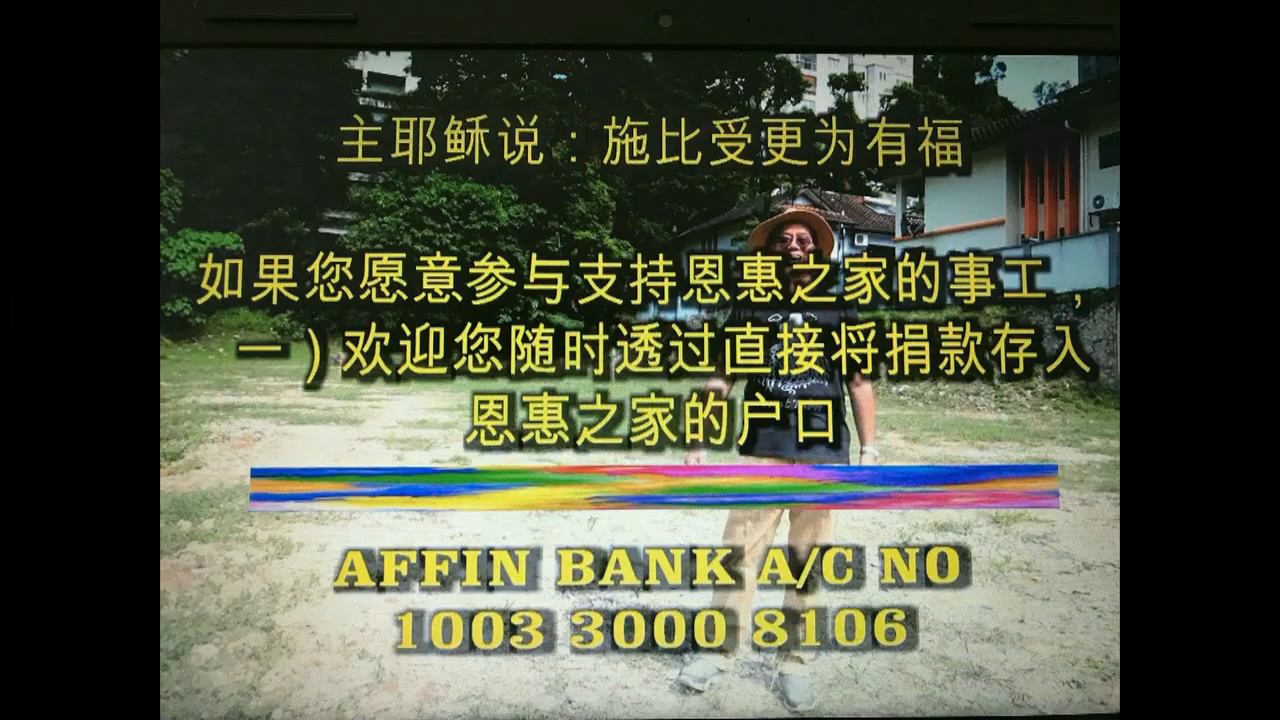 主耶稣说：施比受更为有福
如果您愿意参与支持恩惠之家的事工，
一）欢迎您随时透过直接将捐款存入
恩惠之家的户口
AFFIN BANK A/C NO
1003 3000 8106